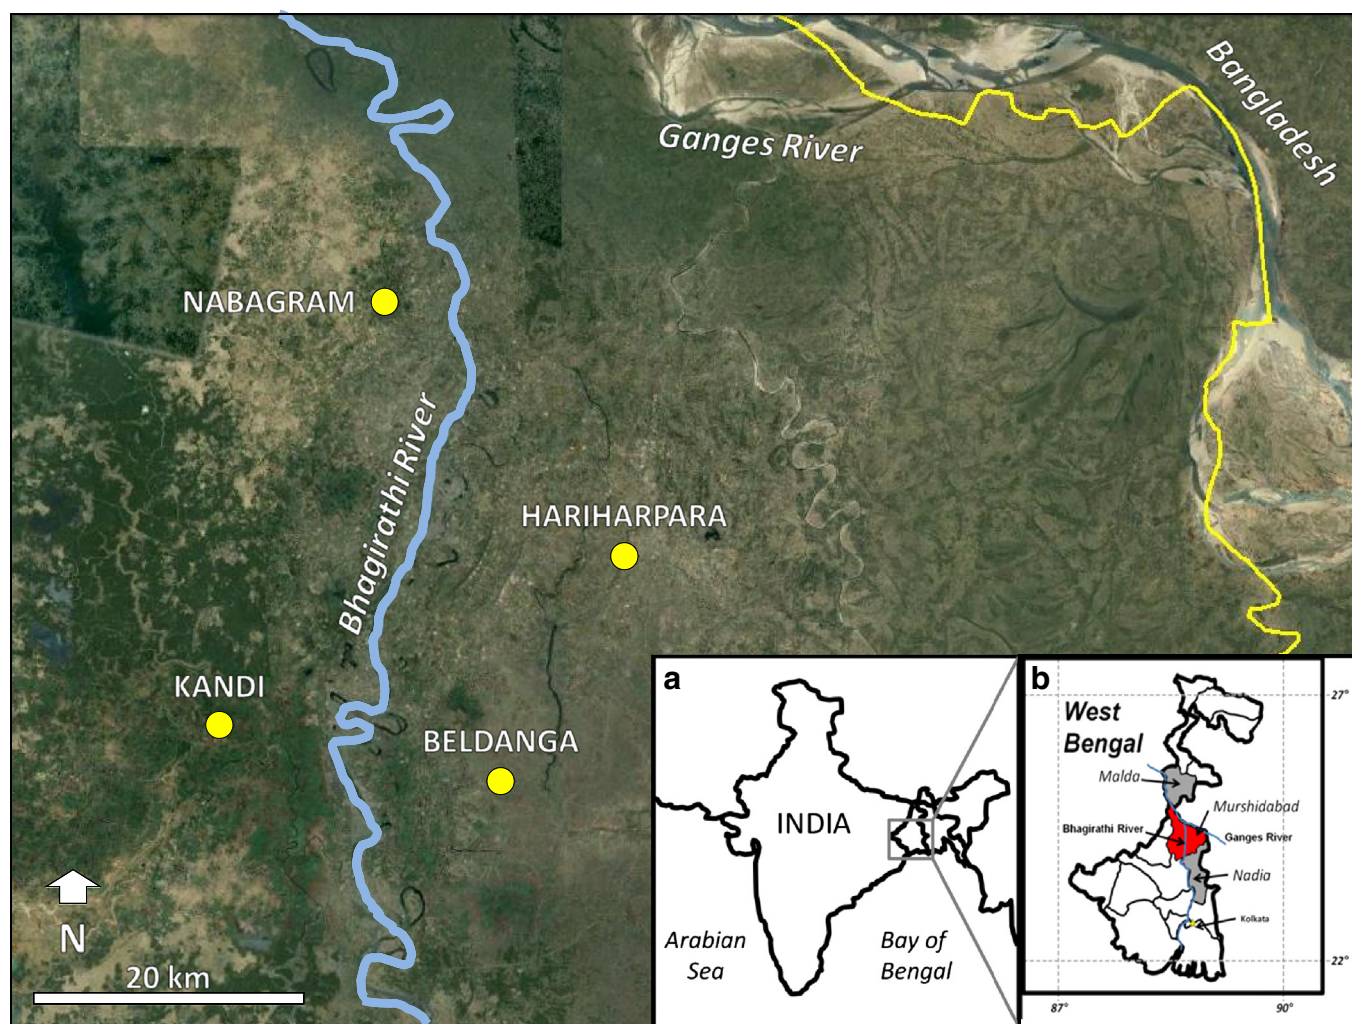 Ganges River
Bangladesh
NABAGRAM
Bhagirathi River
HARIHARPARA
KANDI
BELDANGA
N
20 km
a
INDIA
Arabian
Sea
Bay of
Bengal
b
West
Bengal
Malda
Murshidabad
Bhagirathi River
Ganges River
Nadia
Kolkata
27°
22°
87°
90°